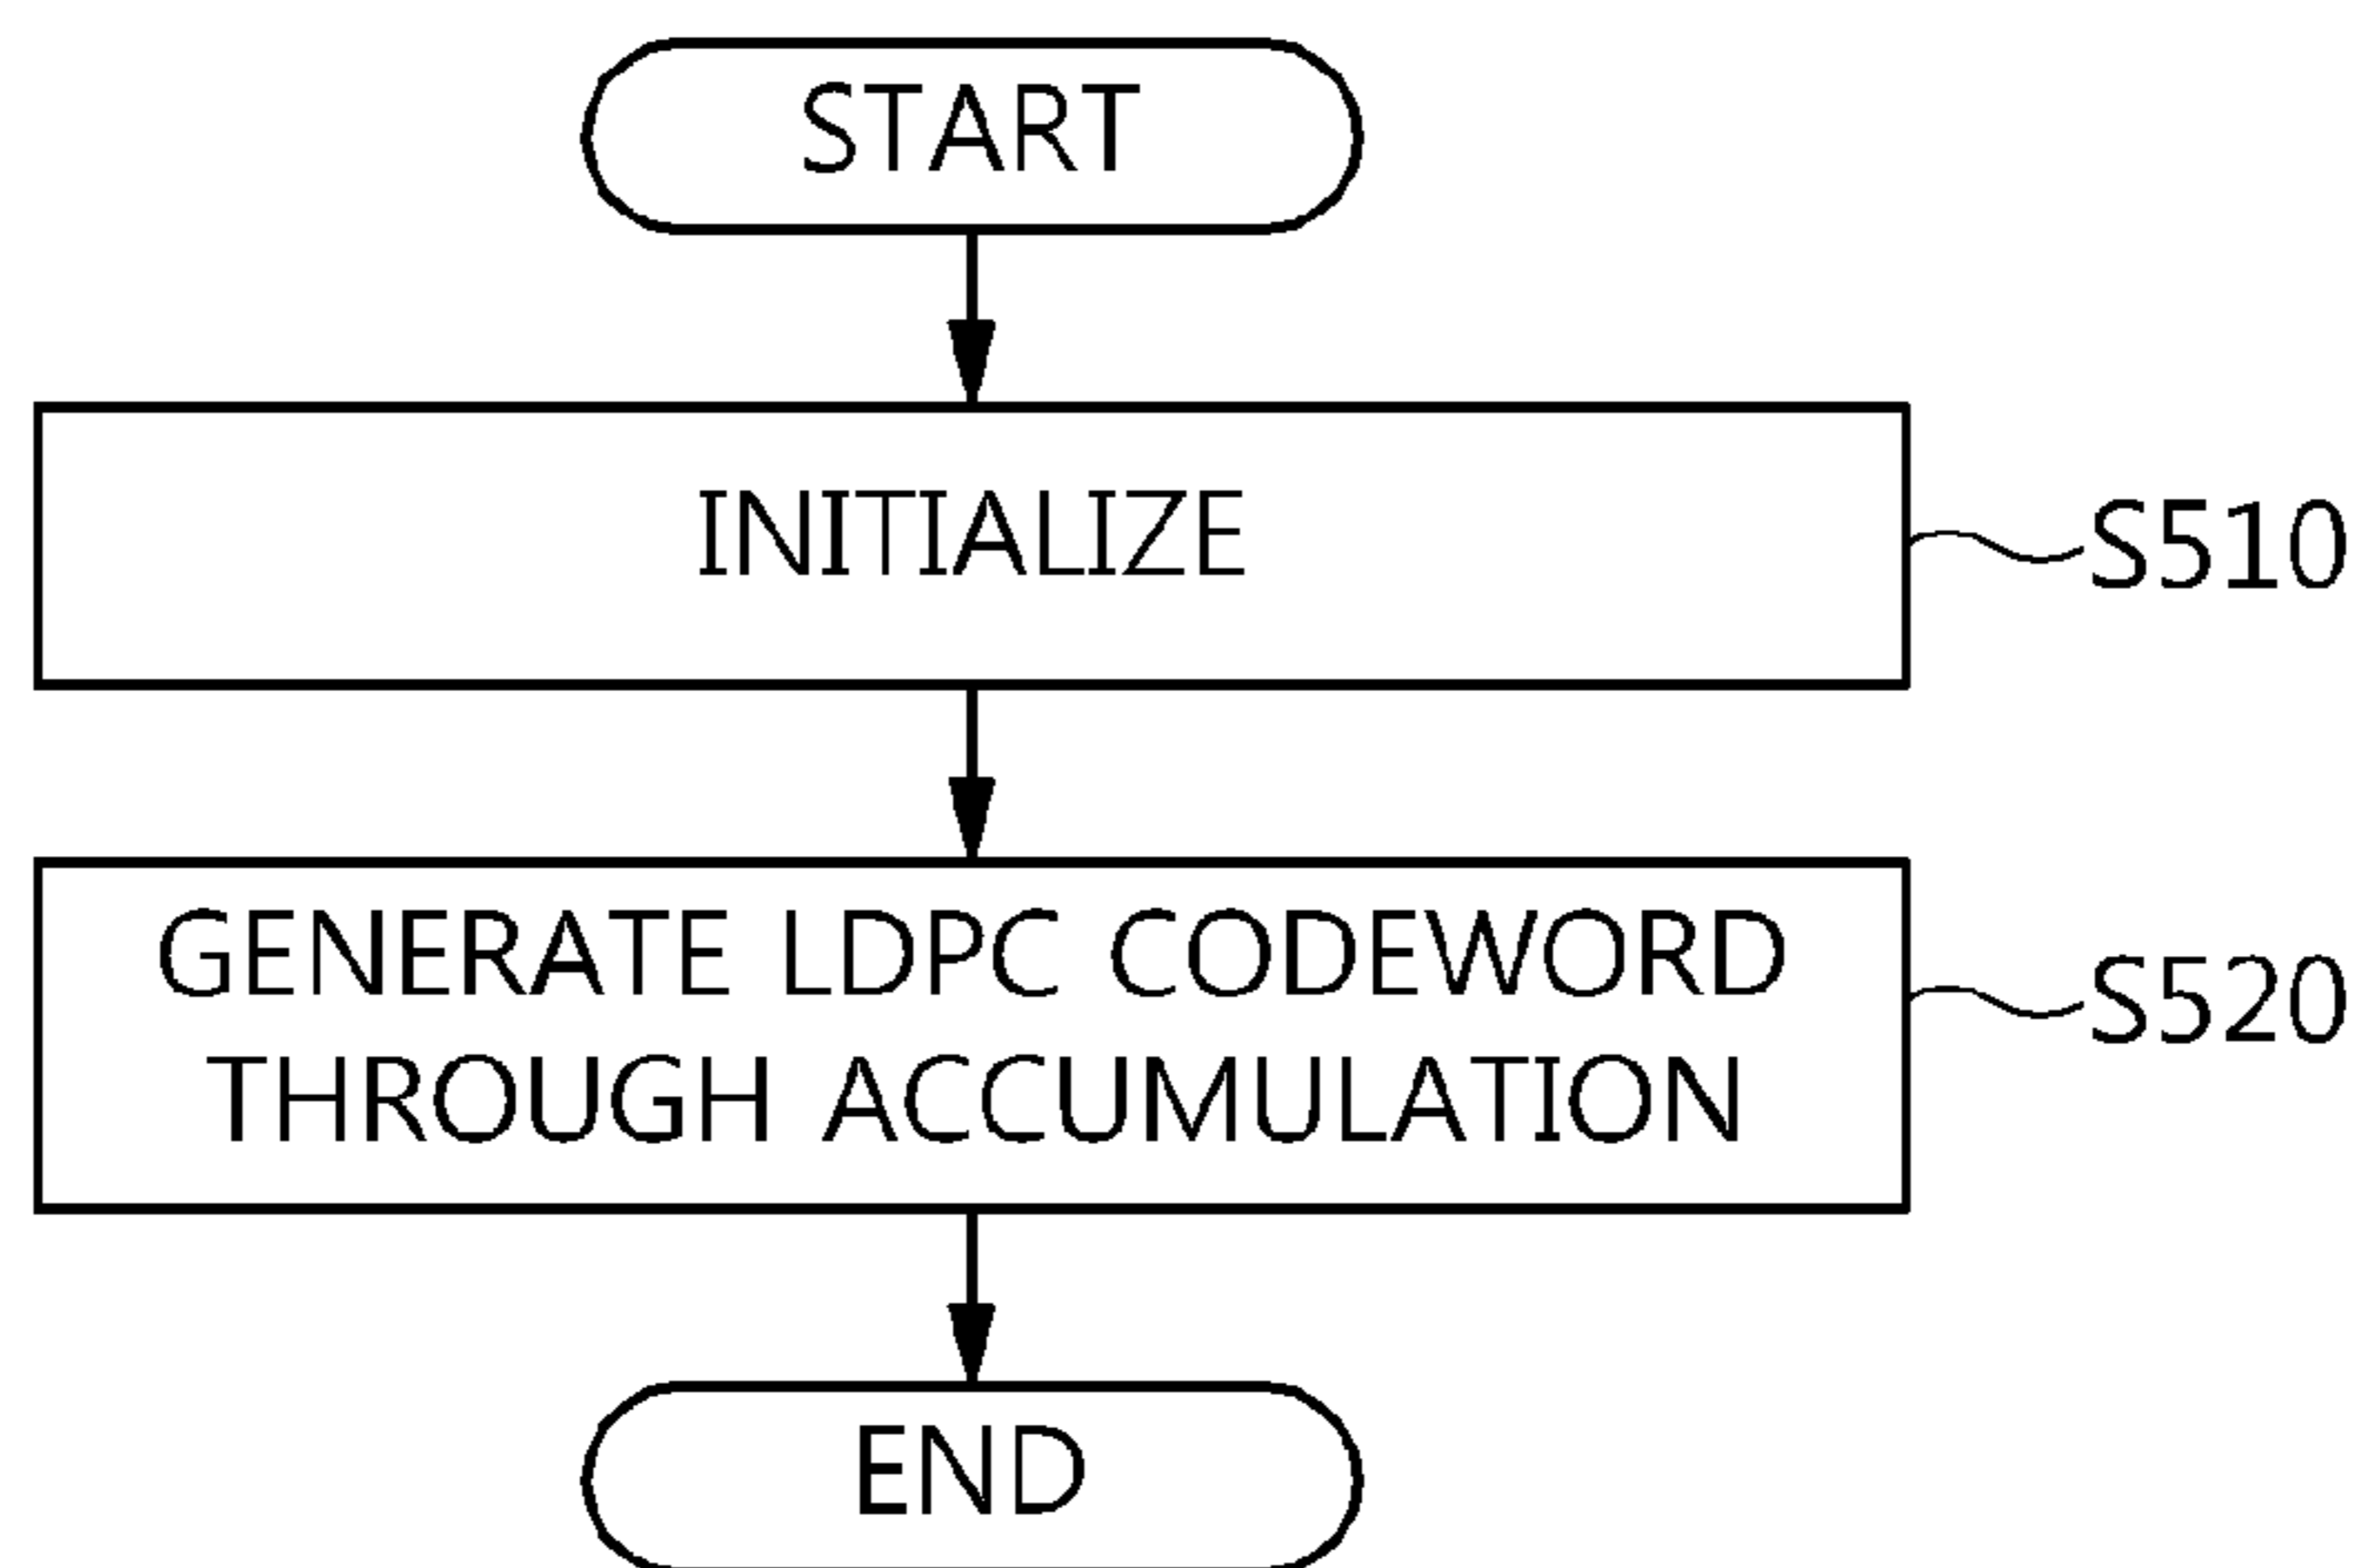 START
INITIALIZE
S510
GENERATE LDPC CODEWORD
THROUGH ACCUMULATION
S520
END